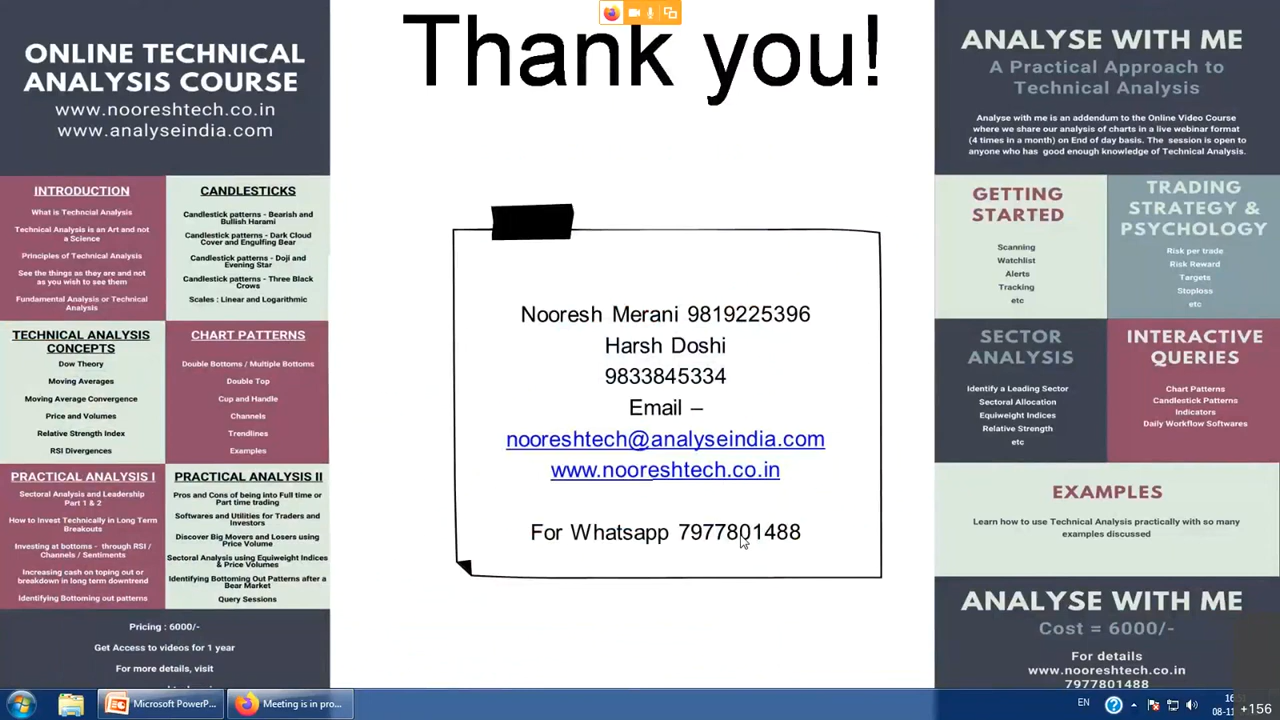 ONLINE TECHNICAL
ANALYSIS COURSE
www.nooreshtech.co.in
www.analyseindia.com
INTRODUCTION
What is Techncial Analysis
Technical Analysis is an Art and not
a Science
Principles of Technical Analysis
See the things as they are and not
as you wish to see them
Fundamental Analysis or Technical
Analysis
CANDLESTICKS
Candlestick patterns - Bearish and
Bullish Harami
Candlestick patterns - Dark Cloud
Cover and Engulfing Bear
Candlestick patterns - Doji and
Evening Star
Candlestick patterns - Three Black
Crows
Scales : Linear and Logarithmic
TECHNICAL ANALYSIS
CONCEPTS
Dow Theory
Moving Averages
Moving Average Convergence
Price and Volumes
Relative Strength Index
RSI Divergences
CHART PATTERNS
Double Bottoms / Multiple Bottoms
Double Top
Cup and Handle
Channels
Trendlines
Examples
PRACTICAL ANALYSIS I
Sectoral Analysis and Leadership
Part 1 & 2
How to Invest Technically in Long Term
Breakouts
Investing at bottoms - through RSI /
Channels / Sentiments
Increasing cash on toping out or
breakdown in long term downtrend
Identifying Bottoming out patterns
PRACTICAL ANALYSIS II
Pros and Cons of being into Full time or
Part time trading
Softwares and Utilities for Traders and
Investors
Discover Big Movers and Losers using
Price Volume
Sectoral Analysis using Equiweight Indices
& Price Volumes
Identifying Bottoming Out Patterns after a
Bear Market
Query Sessions
Pricing : 6000/-
Get Access to videos for 1 year
For more details, visit
Thank you!
Nooresh Merani 9819225396
Harsh Doshi
9833845334
Email –
nooreshtech@analyseindia.com
www.nooreshtech.co.in
For Whatsapp 7977801488
ANALYSE WITH ME
A Practical Approach to
Technical Analysis
Analyse with me is an addendum to the Online Video Course
where we share our analysis of charts in a live webinar format
(4 times in a month) on End of day basis. The session is open to
anyone who has good enough knowledge of Technical Analysis.
GETTING
STARTED
Scanning
Watchlist
Alerts
Tracking
etc
TRADING
STRATEGY &
PSYCHOLOGY
Risk per trade
Risk Reward
Targets
Stoploss
etc
SECTOR
ANALYSIS
Identify a Leading Sector
Sectoral Allocation
Equiweight Indices
Relative Strength
etc
INTERACTIVE
QUERIES
Chart Patterns
Candlestick Patterns
Indicators
Daily Workflow Softwares
EXAMPLES
Learn how to use Technical Analysis practically with so many
examples discussed
ANALYSE WITH ME
Cost = 6000/-
For details
www.nooreshtech.co.in
7977801488
Microsoft PowerP...
Meeting is in pro...
EN
+156